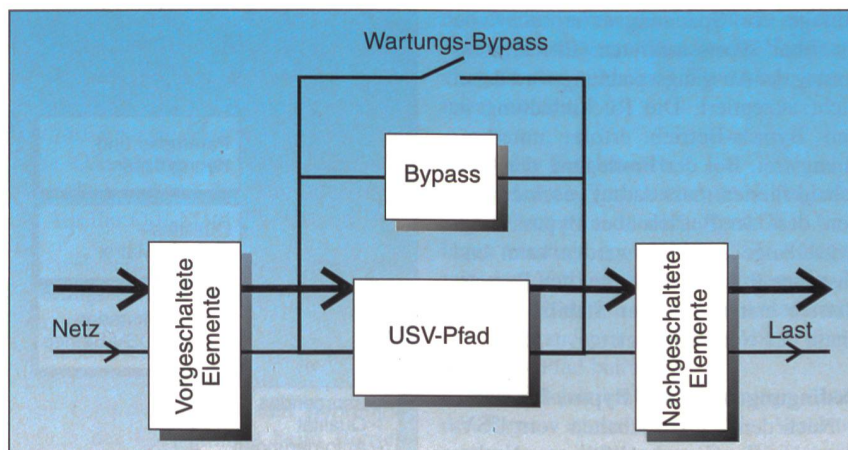 Wartungs-Bypass
Bypass
Vorgeschaltete
Elemente
Netz
USV-Pfad
Nachgeschaltete
Elemente
Last